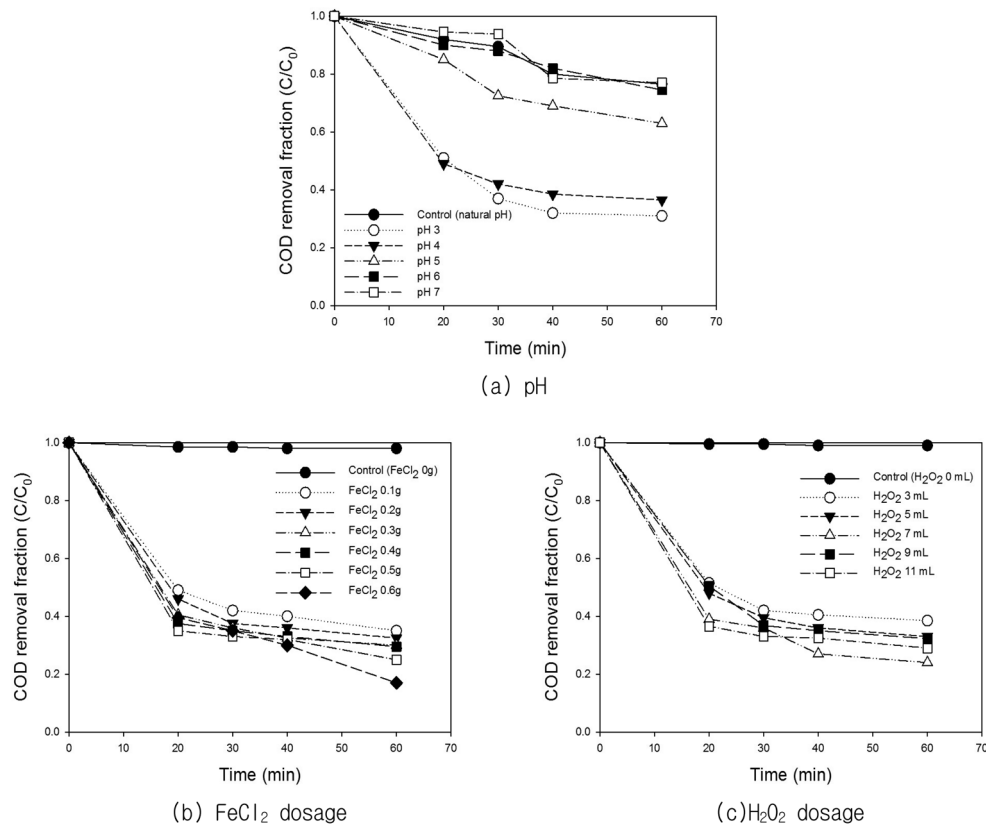 COD removal fraction (C/C₀)
1.0
0.8
0.6
0.4
0.2
0.0
Control (natural pH)
pH 3
pH 4
pH 5
pH 6
pH 7
0 10 20 30 40 50 60 70
Time (min)
(a) pH
COD removal fraction (C/C₀)
1.0
0.8
0.6
0.4
0.2
0.0
Control (FeCl₂ 0g)
FeCl₂ 0.1g
FeCl₂ 0.2g
FeCl₂ 0.3g
FeCl₂ 0.4g
FeCl₂ 0.5g
FeCl₂ 0.6g
0 10 20 30 40 50 60 70
Time (min)
(b) FeCl₂ dosage
COD removal fraction (C/C₀)
1.0
0.8
0.6
0.4
0.2
0.0
Control (H₂O₂ 0 mL)
H₂O₂ 3 mL
H₂O₂ 5 mL
H₂O₂ 7 mL
H₂O₂ 9 mL
H₂O₂ 11 mL
0 10 20 30 40 50 60 70
Time (min)
(c)H₂O₂ dosage